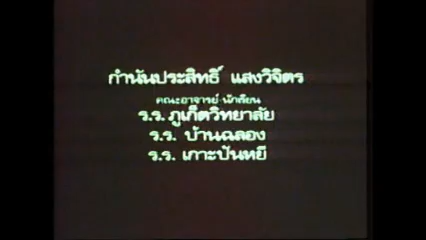 กำนันประสิทธิ์ แสงวิจิตร
คณะอาจารย์-นักเรียน
ร.ร. ภูเก็ตวิทยาลัย
ร.ร. บ้านฉลอง
ร.ร. เกาะปันหยี